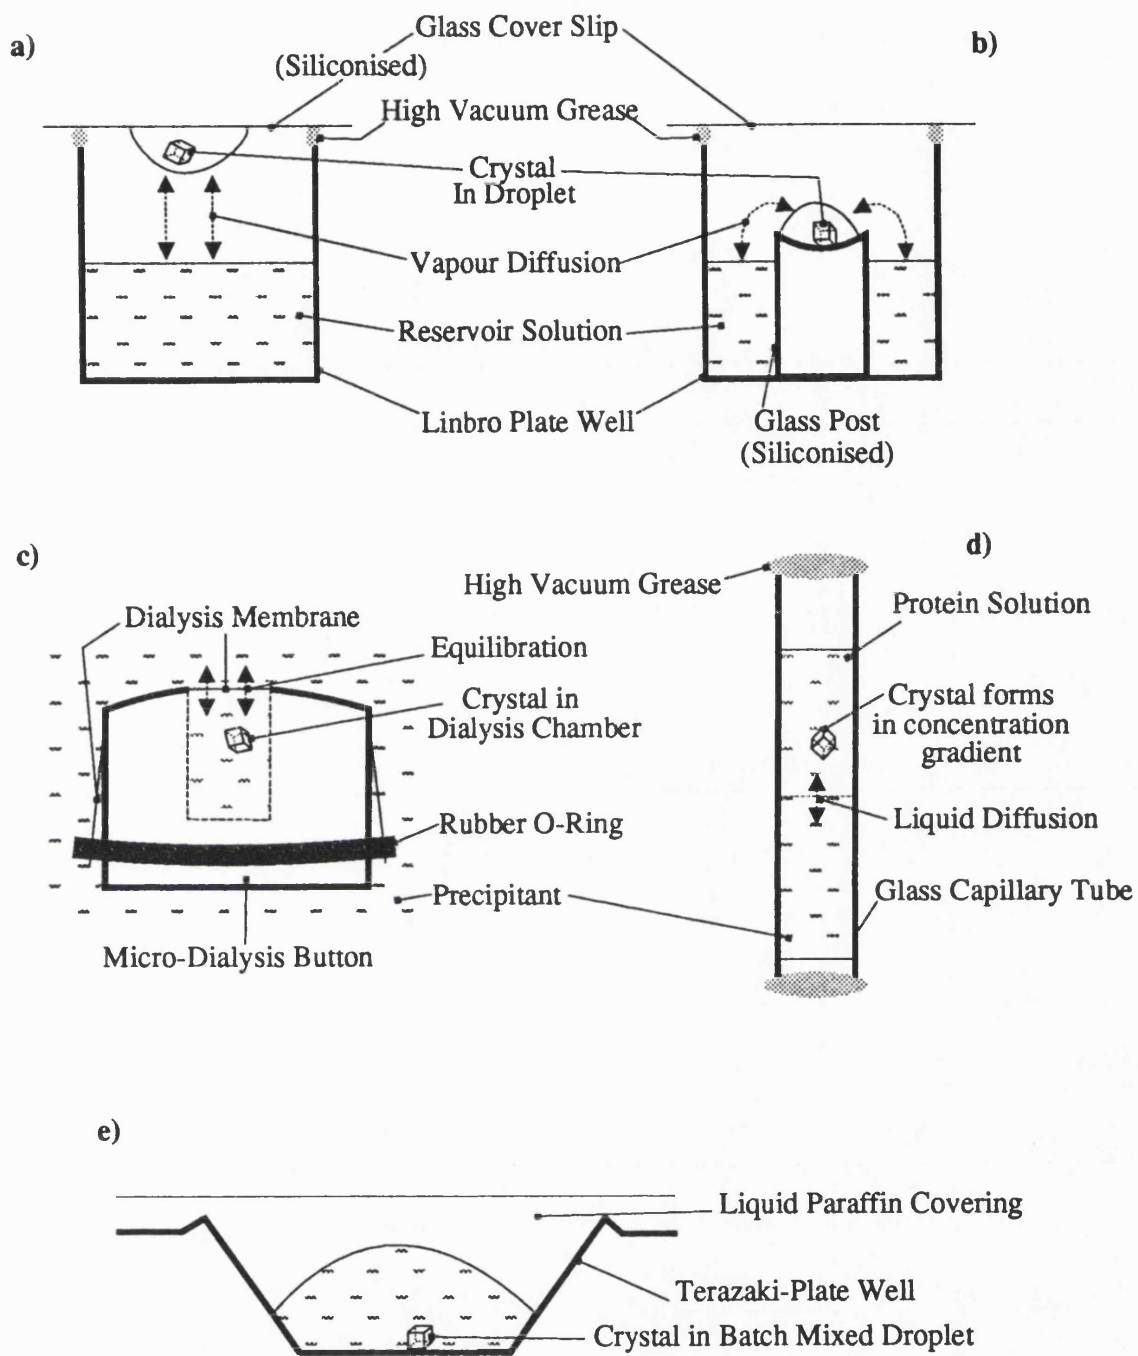 a)
Glass Cover Slip
(Siliconised)
b)
High Vacuum Grease
Crystal
In Droplet
Vapour Diffusion
Reservoir Solution
Linbro Plate Well
Glass Post
(Siliconised)
c)
Dialysis Membrane
Equilibration
Crystal in
Dialysis Chamber
Rubber O-Ring
Precipitant
Micro-Dialysis Button
d)
High Vacuum Grease
Protein Solution
Crystal forms
in concentration
gradient
Liquid Diffusion
Glass Capillary Tube
e)
Liquid Paraffin Covering
Terazaki-Plate Well
Crystal in Batch Mixed Droplet